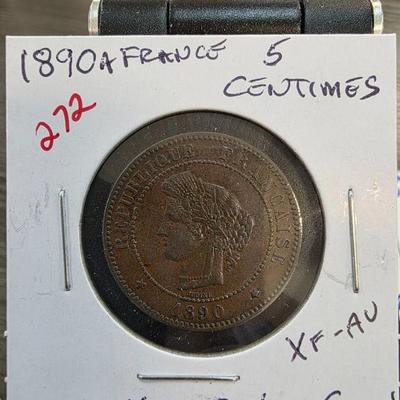 1890A FRANCE 5
CENTIMES
272
REPUBLIQUE FRANÇAISE
1890
XF-AU